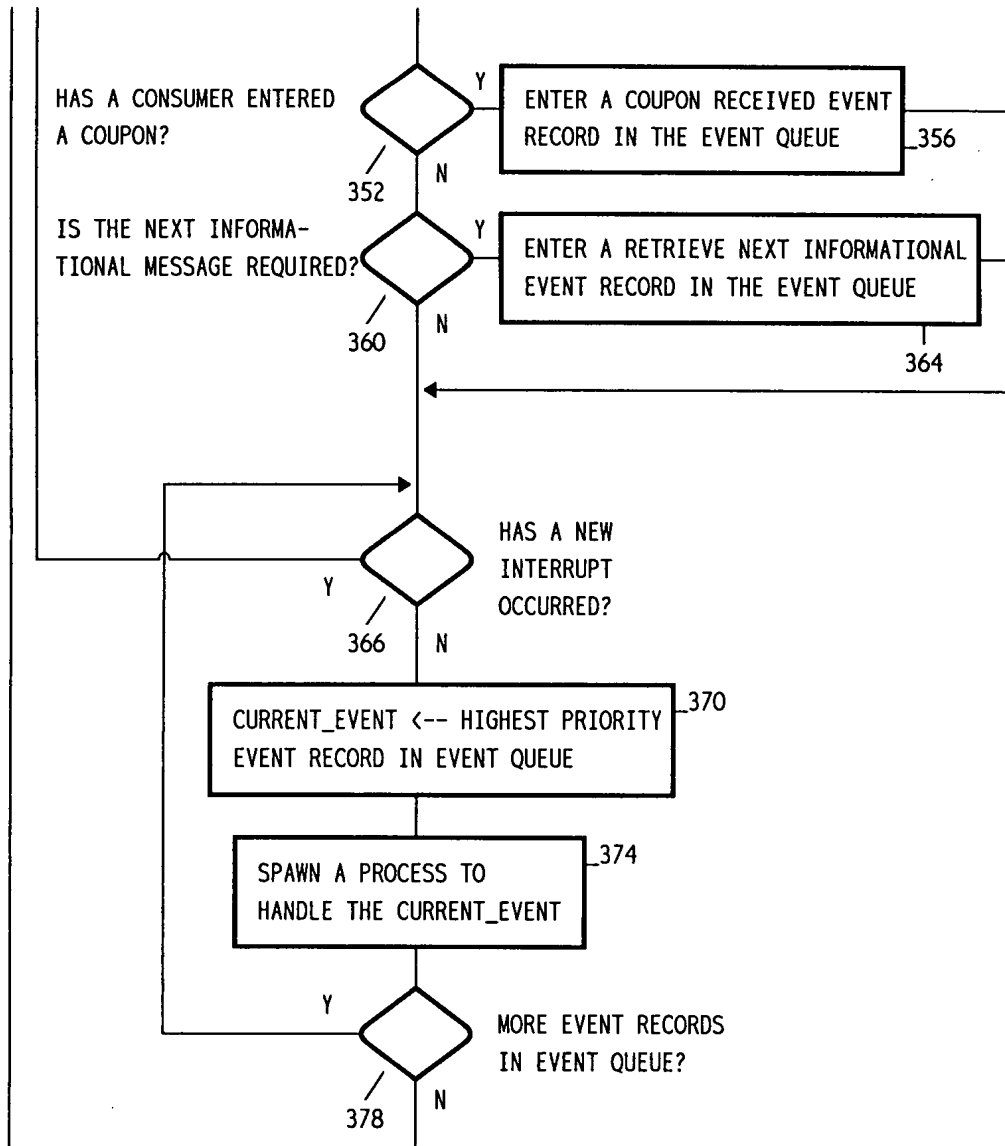 HAS A CONSUMER ENTERED
A COUPON?
352
Y
N
ENTER A COUPON RECEIVED EVENT
RECORD IN THE EVENT QUEUE
356
IS THE NEXT INFORMA-
TIONAL MESSAGE REQUIRED?
360
Y
N
ENTER A RETRIEVE NEXT INFORMATIONAL
EVENT RECORD IN THE EVENT QUEUE
364
HAS A NEW
INTERRUPT
OCCURRED?
Y
366
N
CURRENT_EVENT <-- HIGHEST PRIORITY
EVENT RECORD IN EVENT QUEUE
370
SPAWN A PROCESS TO
HANDLE THE CURRENT_EVENT
374
Y
MORE EVENT RECORDS
IN EVENT QUEUE?
378
N